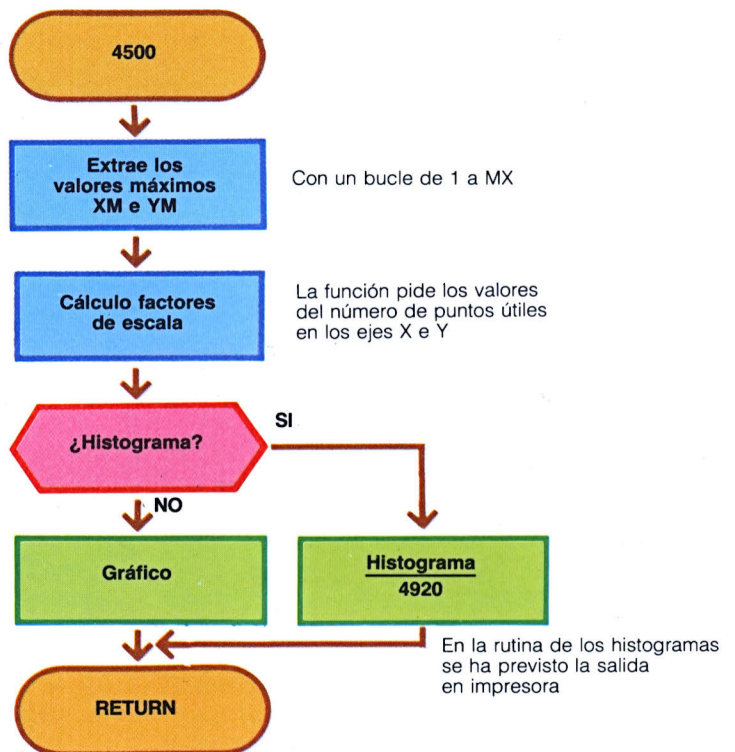 4500
Extrae los
valores máximos
XM e YM
Con un bucle de 1 a MX
Cálculo factores
de escala
La función pide los valores
del número de puntos útiles
en los ejes X e Y
¿Histograma?
SI
NO
Gráfico
Histograma
4920
En la rutina de los histogramas
se ha previsto la salida
en impresora
RETURN